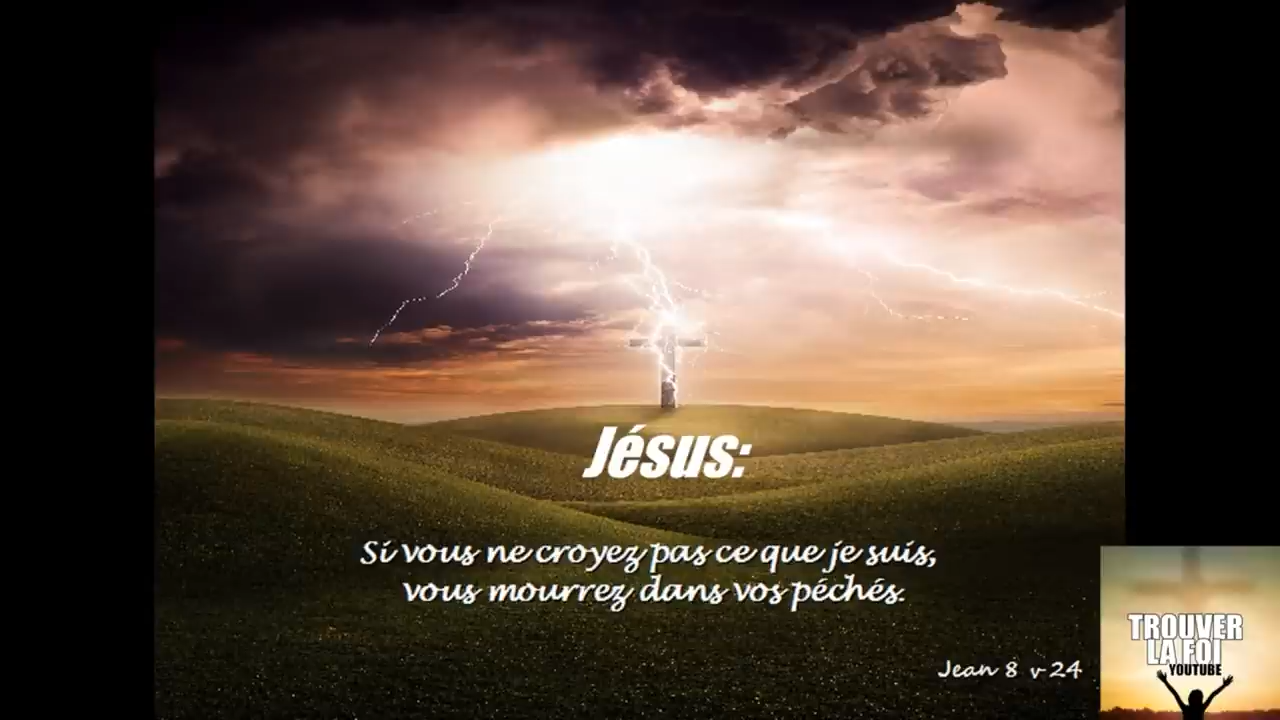 Jésus:
Si vous ne croyez pas ce que je suis,
vous mourrez dans vos péchés.
Jean 8 v 24
TROUVER
LA FOI
YOUTUBE